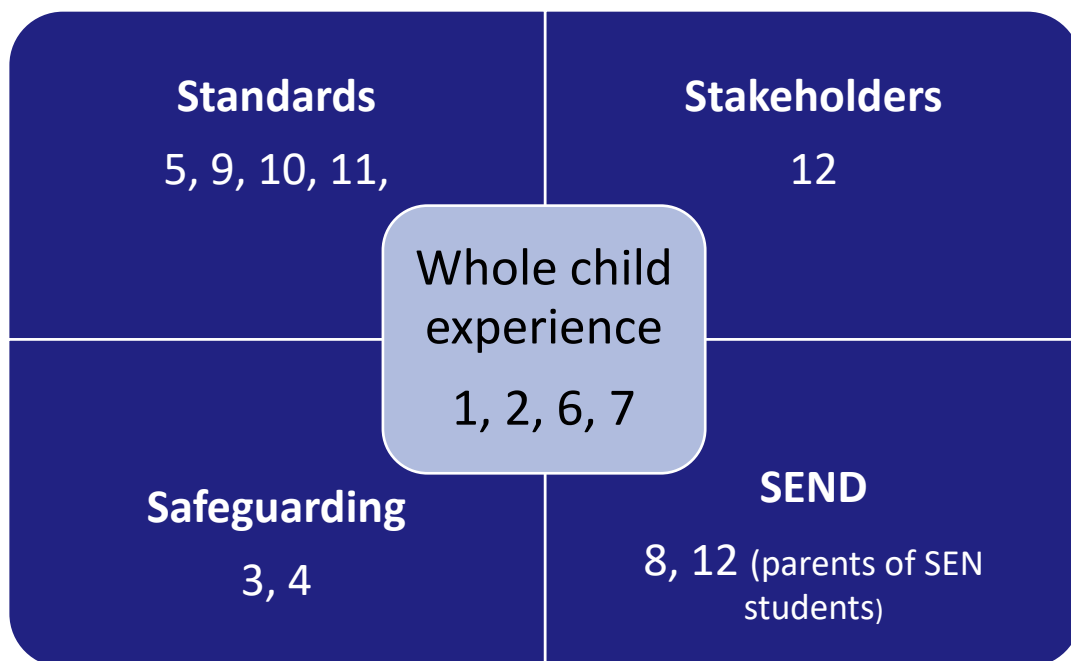 Standards
5, 9, 10, 11,
Stakeholders
12
Whole child
experience
1, 2, 6, 7
Safeguarding
3, 4
SEND
8, 12 (parents of SEN
students)